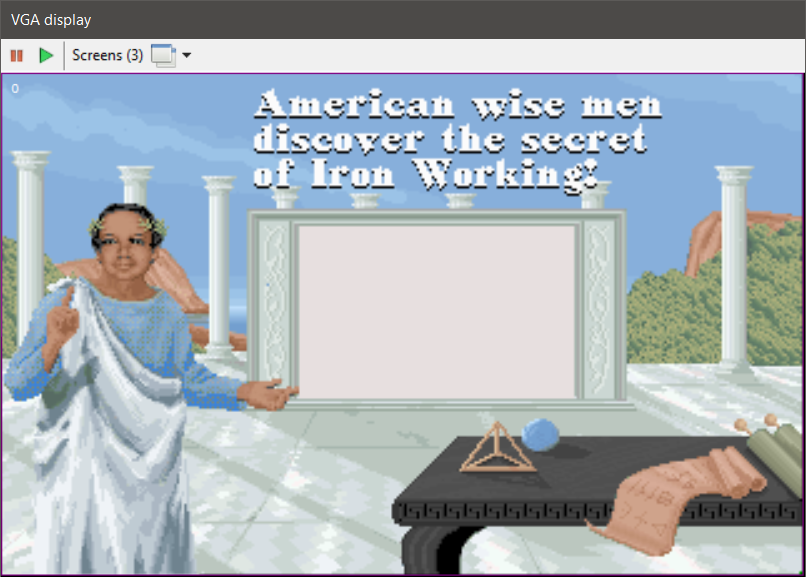 VGA display
Screens (3)
0
American wise men
discover the secret
of Iron Working!